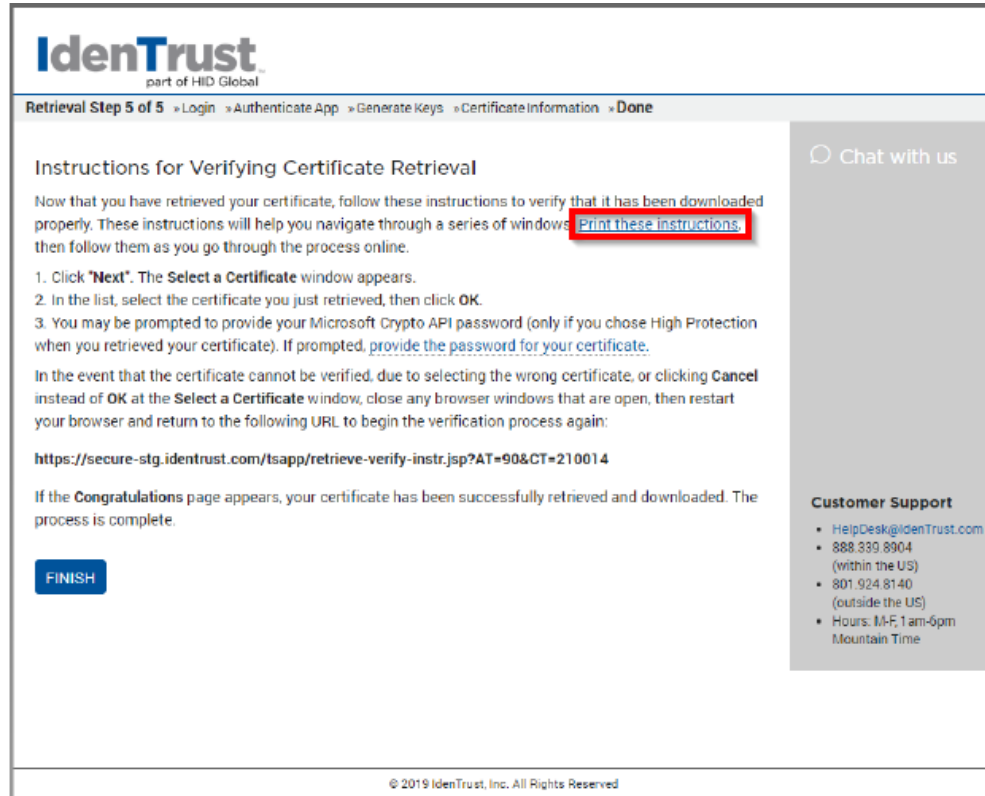 IdenTrust
part of HID Global
Retrieval Step 5 of 5 »Login »Authenticate App »Generate Keys »Certificate Information »Done
Instructions for Verifying Certificate Retrieval
Now that you have retrieved your certificate, follow these instructions to verify that it has been downloaded
properly. These instructions will help you navigate through a series of windows. Print these instructions,
then follow them as you go through the process online.
1. Click "Next". The Select a Certificate window appears.
2. In the list, select the certificate you just retrieved, then click OK.
3. You may be prompted to provide your Microsoft Crypto API password (only if you chose High Protection
when you retrieved your certificate). If prompted, provide the password for your certificate.
In the event that the certificate cannot be verified, due to selecting the wrong certificate, or clicking Cancel
instead of OK at the Select a Certificate window, close any browser windows that are open, then restart
your browser and return to the following URL to begin the verification process again:
https://secure-stg.identrust.com/tsapp/retrieve-verify-instr.jsp?AT=90&CT=210014
If the Congratulations page appears, your certificate has been successfully retrieved and downloaded. The
process is complete.
FINISH
Chat with us
Customer Support
• HelpDesk@IdenTrust.com
• 888.339.8904
(within the US)
• 801.924.8140
(outside the US)
• Hours: M-F, 1am-6pm
Mountain Time
© 2019 IdenTrust, Inc. All Rights Reserved